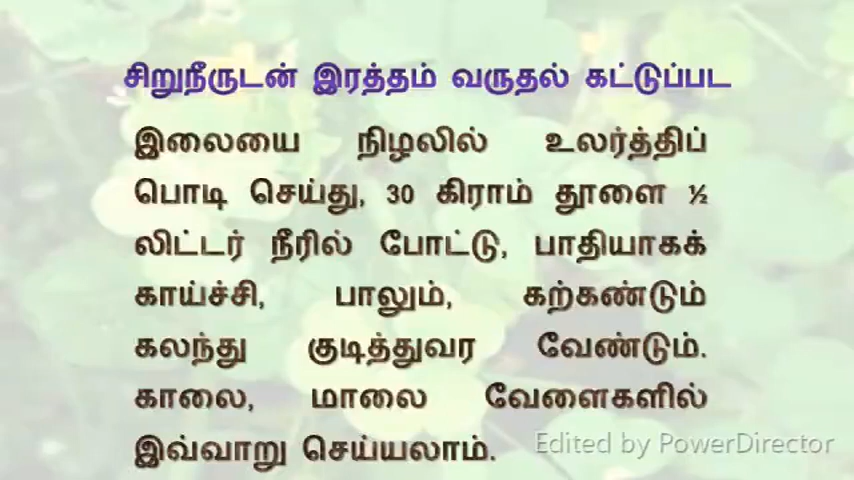 சிறுநீருடன் இரத்தம் வருதல் கட்டுப்பட
இலையை நிழலில் உலர்த்திப்
பொடி செய்து, 30 கிராம் தூளை ½
லிட்டர் நீரில் போட்டு, பாதியாகக்
காய்ச்சி, பாலும், கற்கண்டும்
கலந்து குடித்துவர வேண்டும்.
காலை, மாலை வேளைகளில்
இவ்வாறு செய்யலாம்.
Edited by PowerDirector